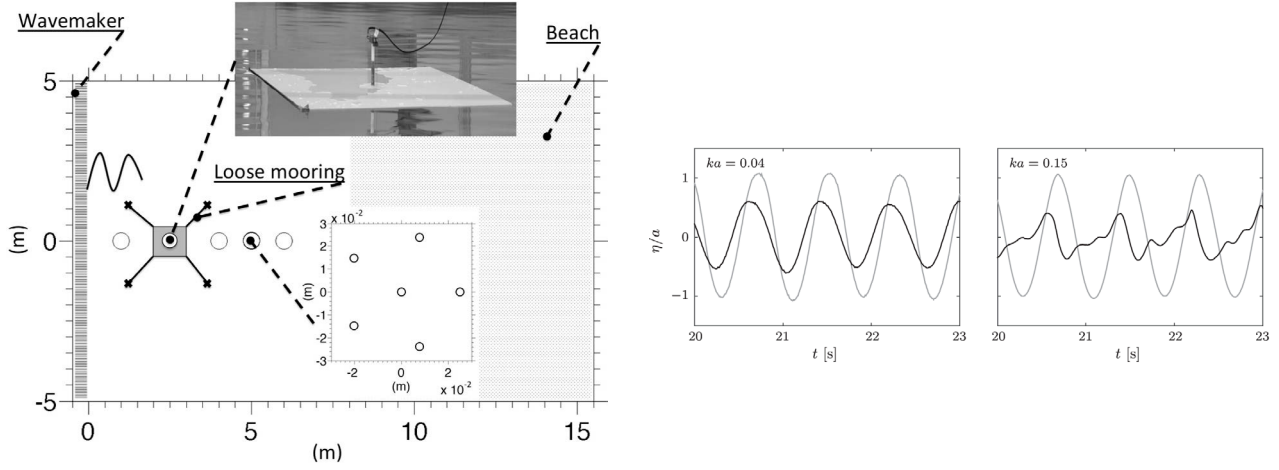 Wavemaker
Beach
Loose mooring
5
0
-5
(m)
0
5
10
15
(m)
x 10⁻²
3
2
1
0
-1
-2
-3
(m)
-2
0
2
(m)
x 10⁻²
ka = 0.04
1
0
−1
η/a
20
21
22
23
t [s]
ka = 0.15
20
21
22
23
t [s]